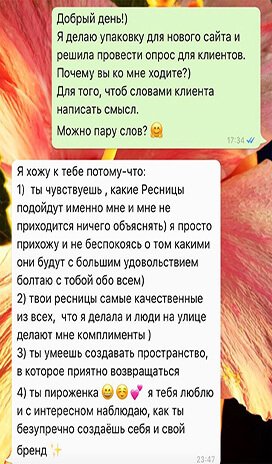 Добрый день!)
Я делаю упаковку для нового сайта и
решила провести опрос для клиентов.
Почему вы ко мне ходите?)
Для того, чтоб словами клиента
написать смысл.
Можно пару слов? 🤗
17:34
Я хожу к тебе потому-что:
1) ты чувствуешь , какие Ресницы
подойдут именно мне и мне не
приходится ничего объяснять) я просто
прихожу и не беспокоясь о том какими
они будут с большим удовольствием
болтаю с тобой обо всем)
2) твои ресницы самые качественные
из всех, что я делала и люди на улице
делают мне комплименты )
3) ты умеешь создавать пространство,
в которое приятно возвращаться
4) ты пироженка 😀☺️💕 я тебя люблю
и с интересном наблюдаю, как ты
безупречно создаёшь себя и свой
бренд ✨
23:47